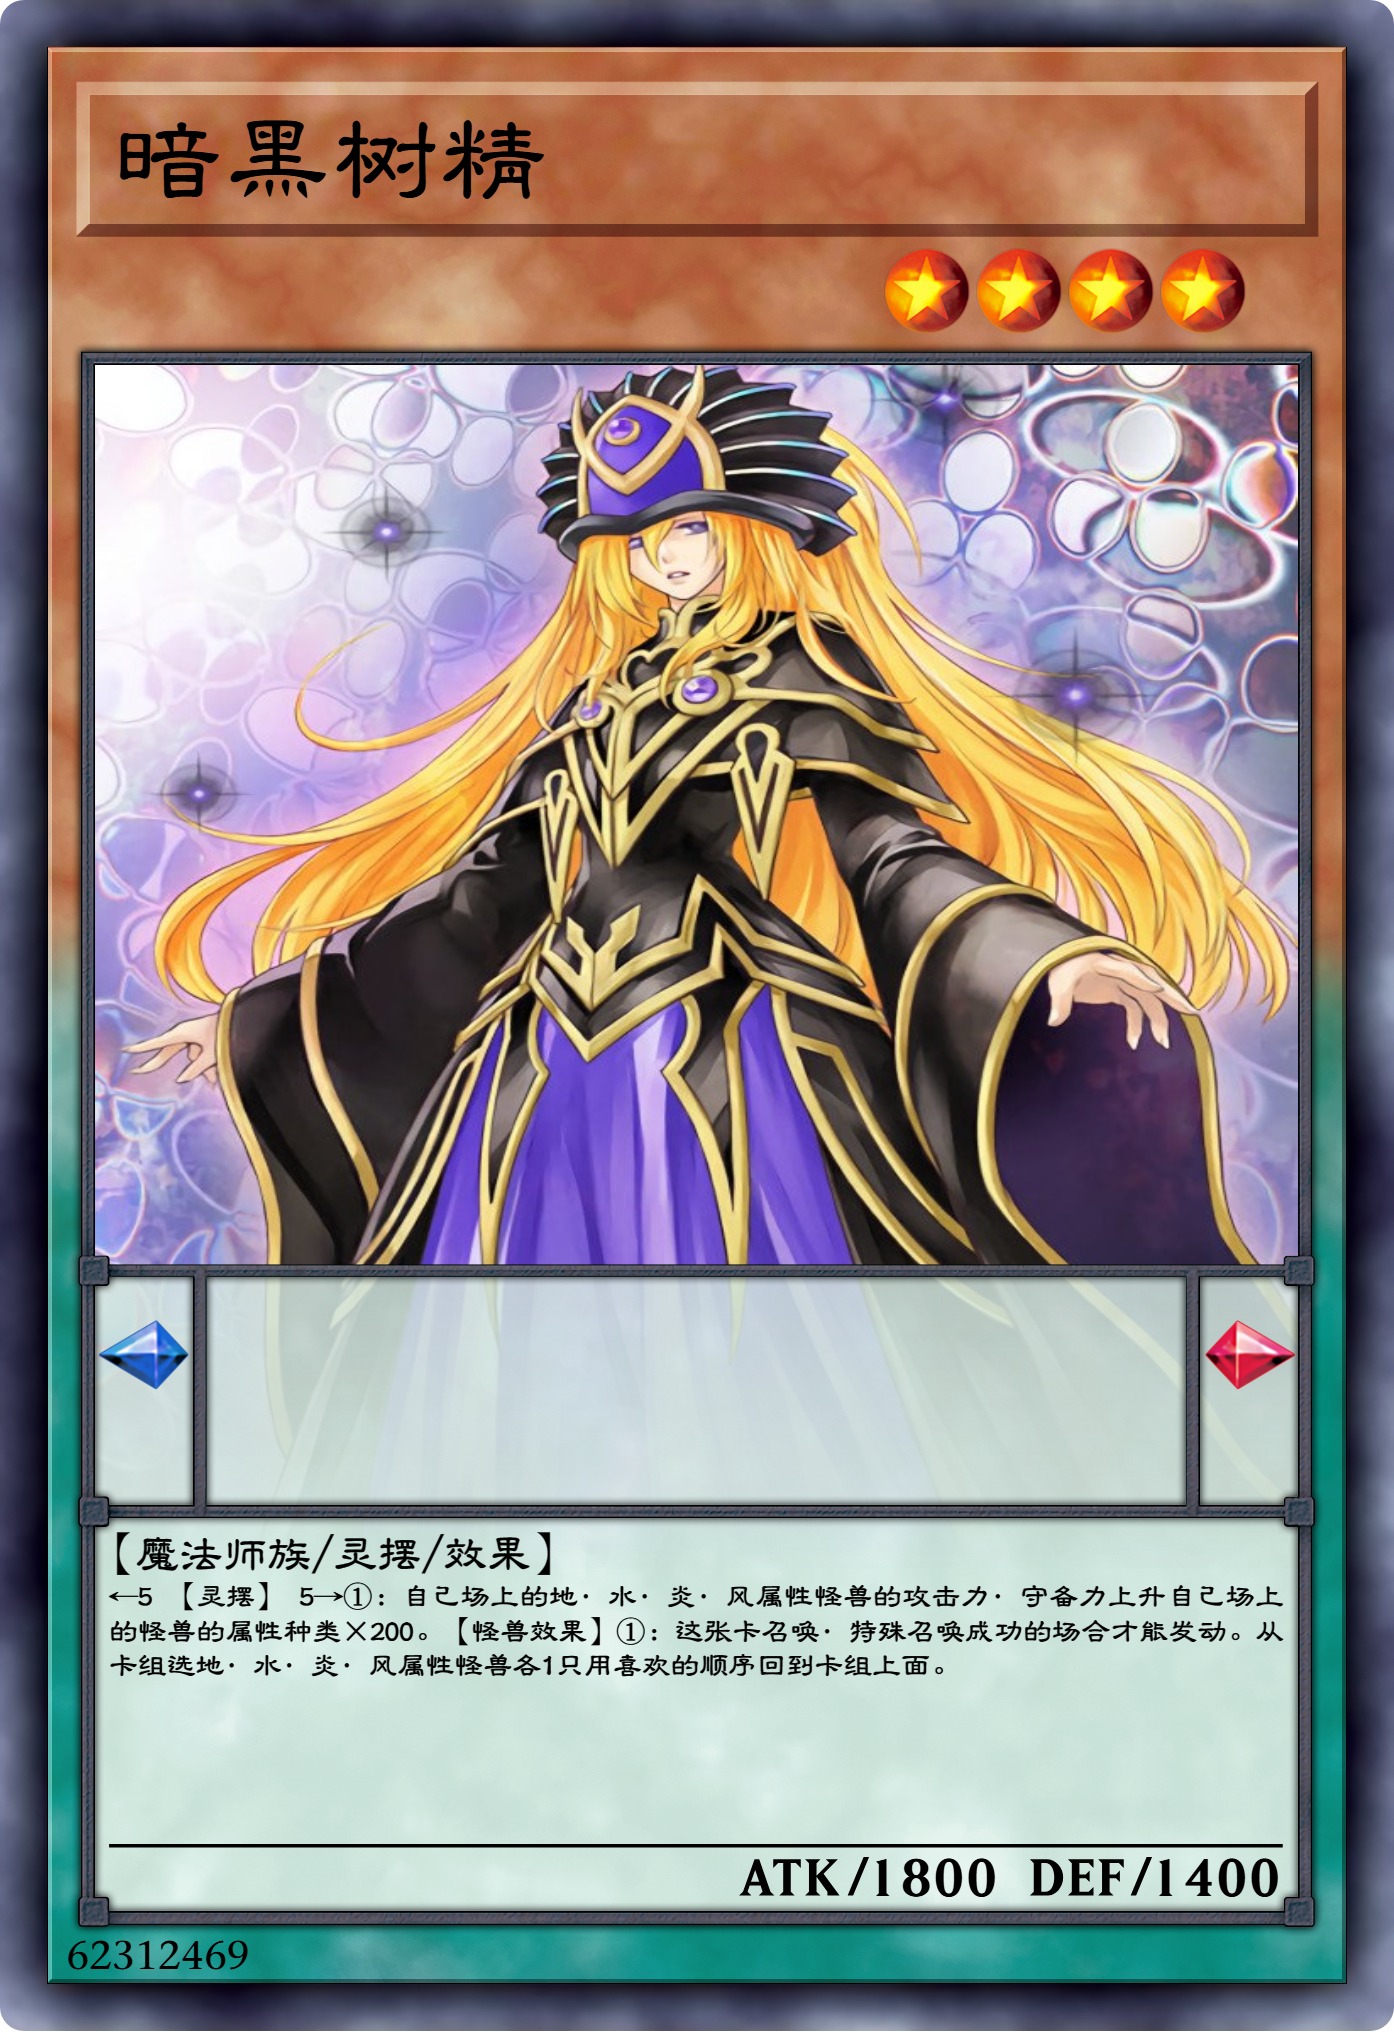 暗黑树精
【魔法师族/灵摆/效果】
←5 【灵摆】 5→①：自己场上的地·水·炎·风属性怪兽的攻击力·守备力上升自己场上
的怪兽的属性种类×200。【怪兽效果】①：这张卡召唤·特殊召唤成功的场合才能发动。从
卡组选地·水·炎·风属性怪兽各1只用喜欢的顺序回到卡组上面。
ATK/1800 DEF/1400
62312469